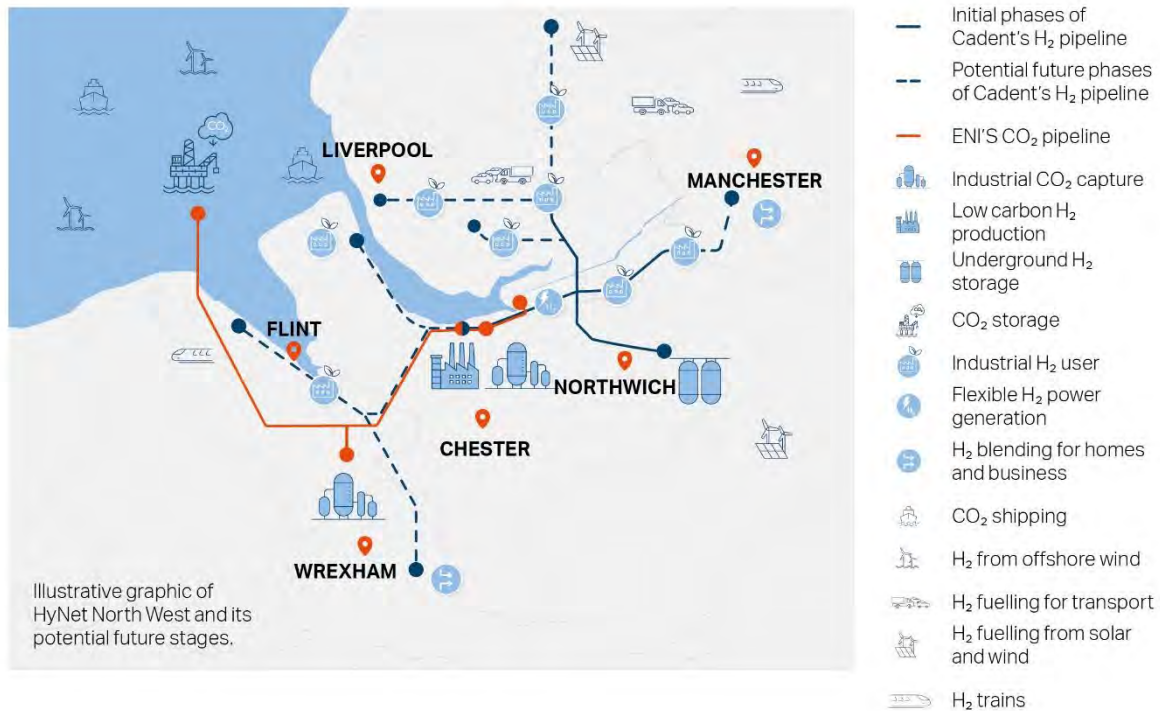 CO₂
LIVERPOOL
MANCHESTER
FLINT
NORTHWICH
CHESTER
WREXHAM
Illustrative graphic of
HyNet North West and its
potential future stages.
Initial phases of
Cadent's H₂ pipeline
Potential future phases
of Cadent's H₂ pipeline
ENI'S CO₂ pipeline
Industrial CO₂ capture
Low carbon H₂
production
Underground H₂
storage
CO₂ storage
Industrial H₂ user
Flexible H₂ power
generation
H₂ blending for homes
and business
CO₂ shipping
H₂ from offshore wind
H₂ fuelling for transport
H₂ fuelling from solar
and wind
H₂ trains